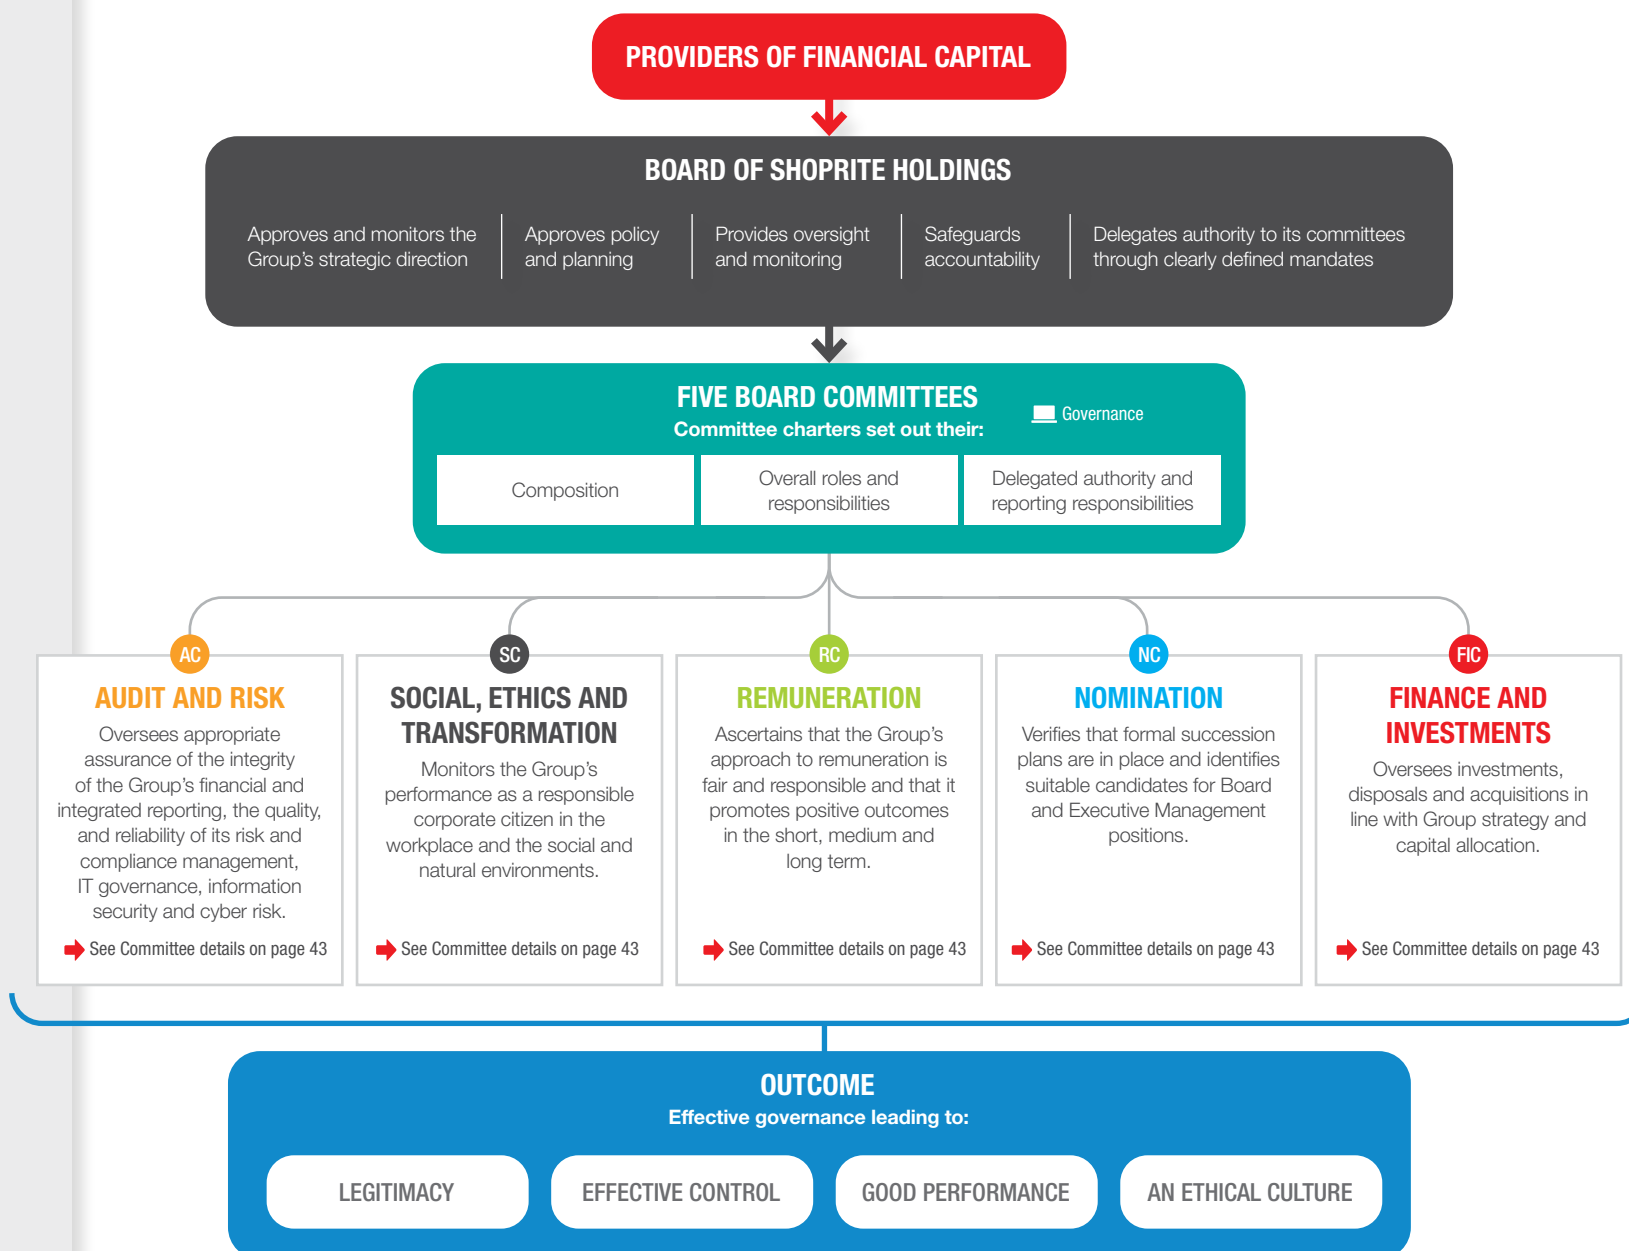 PROVIDERS OF FINANCIAL CAPITAL
BOARD OF SHOPRITE HOLDINGS
Approves and monitors the
Group's strategic direction
Approves policy
and planning
Provides oversight
and monitoring
Safeguards
accountability
Delegates authority to its committees
through clearly defined mandates
FIVE BOARD COMMITTEES
Committee charters set out their:
Governance
Composition
Overall roles and
responsibilities
Delegated authority and
reporting responsibilities
AC
AUDIT AND RISK
Oversees appropriate
assurance of the integrity
of the Group's financial and
integrated reporting, the quality,
and reliability of its risk and
compliance management,
IT governance, information
security and cyber risk.
See Committee details on page 43
SC
SOCIAL, ETHICS AND
TRANSFORMATION
Monitors the Group's
performance as a responsible
corporate citizen in the
workplace and the social and
natural environments.
See Committee details on page 43
RC
REMUNERATION
Ascertains that the Group's
approach to remuneration is
fair and responsible and that it
promotes positive outcomes
in the short, medium and
long term.
See Committee details on page 43
NC
NOMINATION
Verifies that formal succession
plans are in place and identifies
suitable candidates for Board
and Executive Management
positions.
See Committee details on page 43
FIC
FINANCE AND
INVESTMENTS
Oversees investments,
disposals and acquisitions in
line with Group strategy and
capital allocation.
See Committee details on page 43
OUTCOME
Effective governance leading to:
LEGITIMACY
EFFECTIVE CONTROL
GOOD PERFORMANCE
AN ETHICAL CULTURE